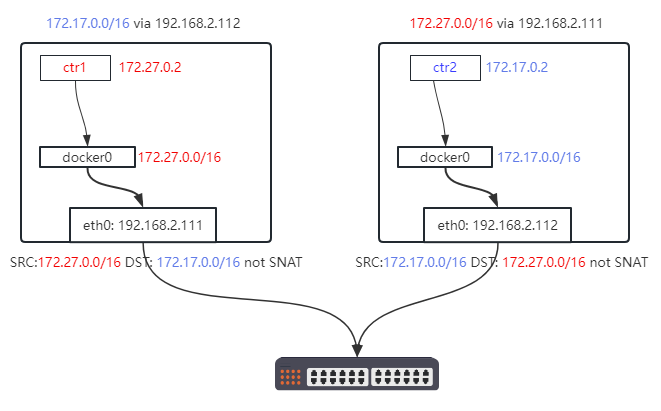 172.17.0.0/16 via 192.168.2.112
172.27.0.0/16 via 192.168.2.111
ctr1 172.27.0.2
ctr2 172.17.0.2
docker0 172.27.0.0/16
docker0 172.17.0.0/16
eth0: 192.168.2.111
eth0: 192.168.2.112
SRC:172.27.0.0/16 DST: 172.17.0.0/16 not SNAT
SRC:172.17.0.0/16 DST: 172.27.0.0/16 not SNAT